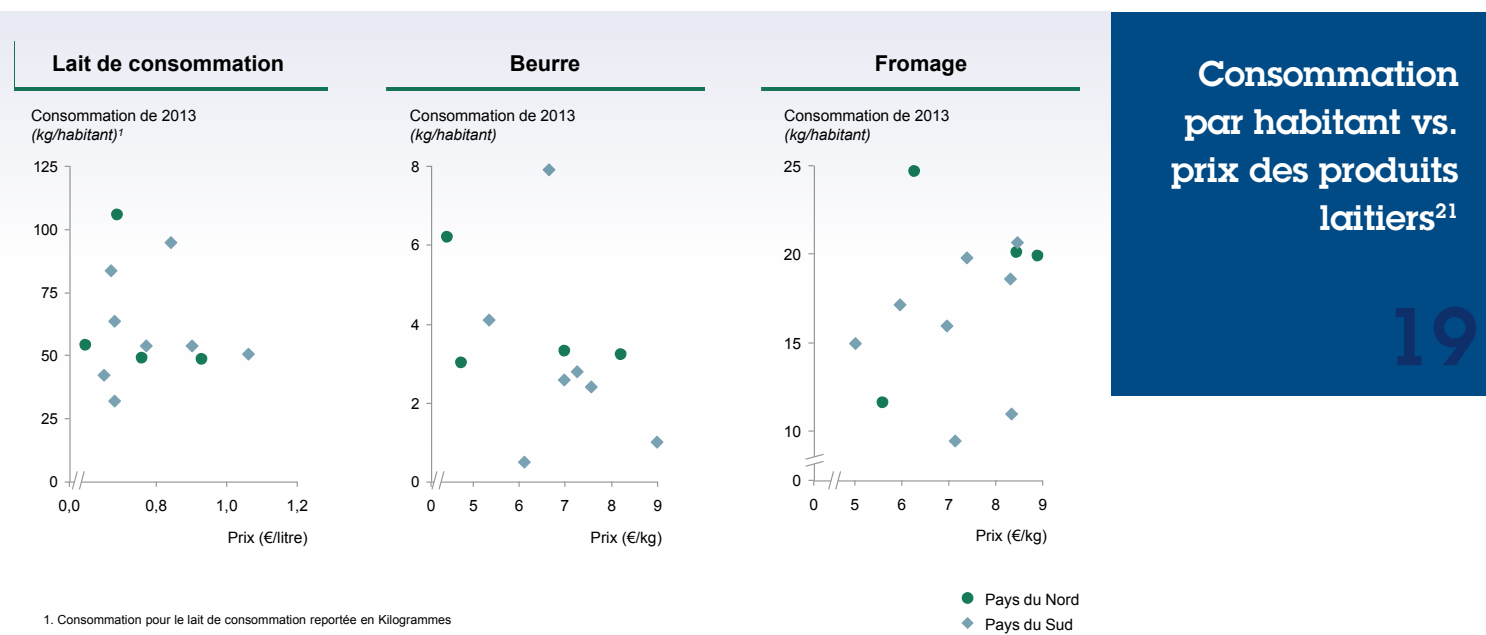 Lait de consommation
Consommation de 2013
(kg/habitant)1
125
100
75
50
25
0
0,0 0,8 1,0 1,2
Prix (€/litre)
Beurre
Consommation de 2013
(kg/habitant)
8
6
4
2
0
0 5 6 7 8 9
Prix (€/kg)
Fromage
Consommation de 2013
(kg/habitant)
25
20
15
10
0
0 5 6 7 8 9
Prix (€/kg)
Pays du Nord
Pays du Sud
1. Consommation pour le lait de consommation reportée en Kilogrammes
Consommation
par habitant vs.
prix des produits
laitiers21
19